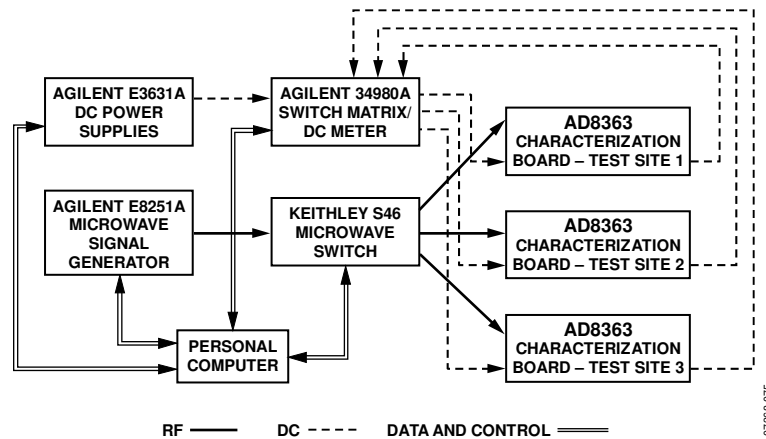 AGILENT E3631A
DC POWER
SUPPLIES
AGILENT 34980A
SWITCH MATRIX/
DC METER
AD8363
CHARACTERIZATION
BOARD – TEST SITE 1
AGILENT E8251A
MICROWAVE
SIGNAL
GENERATOR
KEITHLEY S46
MICROWAVE
SWITCH
AD8363
CHARACTERIZATION
BOARD – TEST SITE 2
PERSONAL
COMPUTER
AD8363
CHARACTERIZATION
BOARD – TEST SITE 3
RF
DC
DATA AND CONTROL